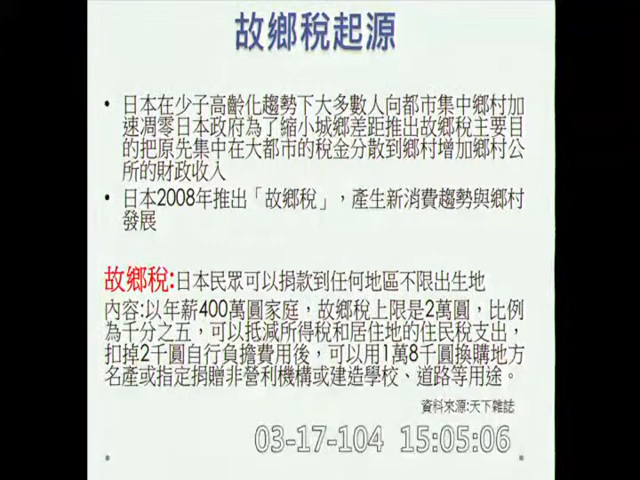 故鄉稅起源
• 日本在少子高齡化趨勢下大多數人向都市集中鄉村加
速凋零日本政府為了縮小城鄉差距推出故鄉稅主要目
的把原先集中在大都市的稅金分散到鄉村增加鄉村公
所的財政收入
• 日本2008年推出「故鄉稅」，產生新消費趨勢與鄉村
發展
故鄉稅:日本民眾可以捐款到任何地區不限出生地
內容:以年薪400萬圓家庭，故鄉稅上限是2萬圓，比例
為千分之五，可以抵減所得稅和居住地的住民稅支出，
扣掉2千圓自行負擔費用後，可以用1萬8千圓換購地方
名產或指定捐贈非營利機構或建造學校、道路等用途。
資料來源:天下雜誌
03-17-104 15:05:06